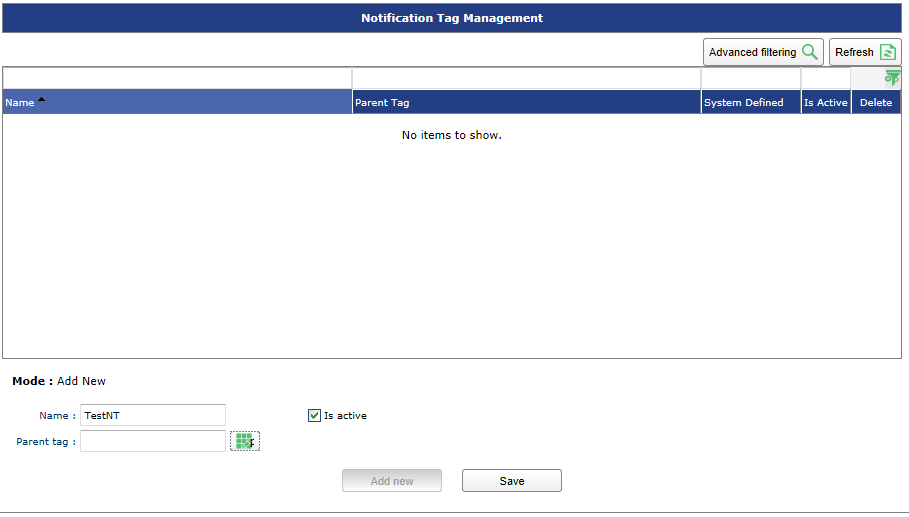 Notification Tag Management
Advanced filtering Refresh
Name Parent Tag System Defined Is Active Delete
No items to show.
Mode : Add New
Name : TestNT Is active
Parent tag :
Add new Save